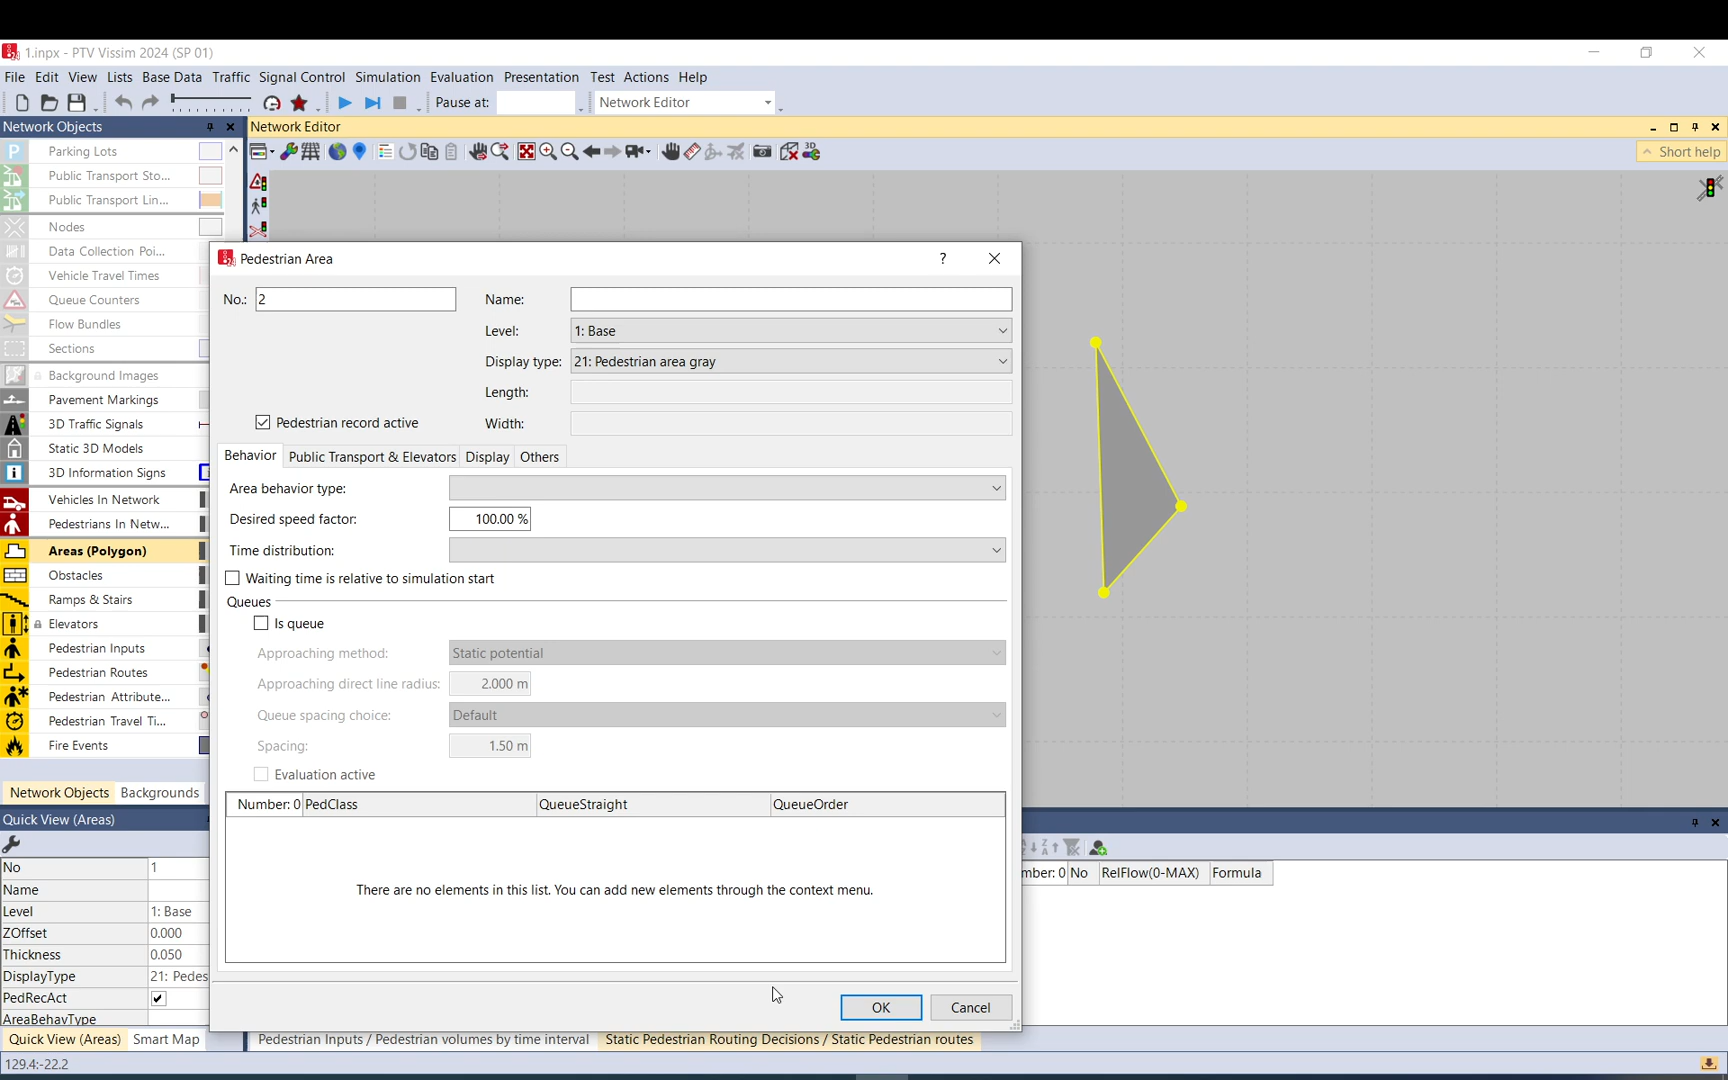 1.inpx - PTV Vissim 2024 (SP 01)
File Edit View Lists Base Data Traffic Signal Control Simulation Evaluation Presentation Test Actions Help
Pause at: Network Editor
Network Objects
Network Editor
Short help
Parking Lots
Public Transport Sto...
Public Transport Lin...
Nodes
Data Collection Poi...
Vehicle Travel Times
Queue Counters
Flow Bundles
Sections
Background Images
Pavement Markings
3D Traffic Signals
Static 3D Models
3D Information Signs
Vehicles In Network
Pedestrians In Netw...
Areas (Polygon)
Obstacles
Ramps & Stairs
Elevators
Pedestrian Inputs
Pedestrian Routes
Pedestrian Attribute...
Pedestrian Travel Ti...
Fire Events
Network Objects Backgrounds
Quick View (Areas)
No 1
Name
Level 1: Base
ZOffset 0.000
Thickness 0.050
DisplayType 21: Pedes
PedRecAct
AreaBehavType
Quick View (Areas) Smart Map
129.4:-22.2
Pedestrian Area
?
No.: 2 Name:
Level: 1: Base
Display type: 21: Pedestrian area gray
Length:
Pedestrian record active Width:
Behavior Public Transport & Elevators Display Others
Area behavior type:
Desired speed factor: 100.00 %
Time distribution:
Waiting time is relative to simulation start
Queues
Is queue
Approaching method: Static potential
Approaching direct line radius: 2.000 m
Queue spacing choice: Default
Spacing: 1.50 m
Evaluation active
Number: 0 PedClass QueueStraight QueueOrder
There are no elements in this list. You can add new elements through the context menu.
OK Cancel
mber: 0 No RelFlow(0-MAX) Formula
Pedestrian Inputs / Pedestrian volumes by time interval Static Pedestrian Routing Decisions / Static Pedestrian routes